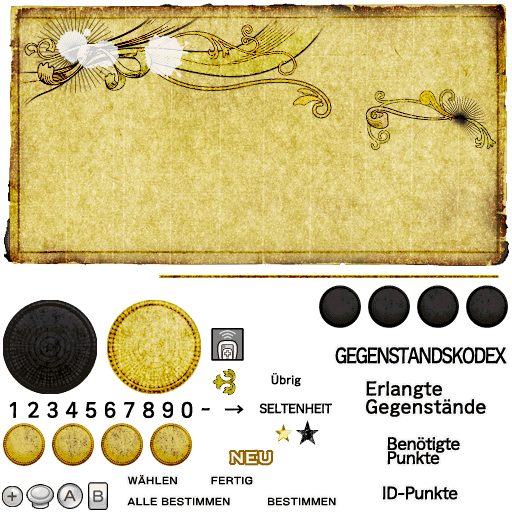 GEGENSTANDSKODEX
Übrig
Erlangte
Gegenstände
1 2 3 4 5 6 7 8 9 0 - →
SELTENHEIT
NEU
Benötigte
Punkte
WÄHLEN
FERTIG
ALLE BESTIMMEN
BESTIMMEN
ID-Punkte
+ A B